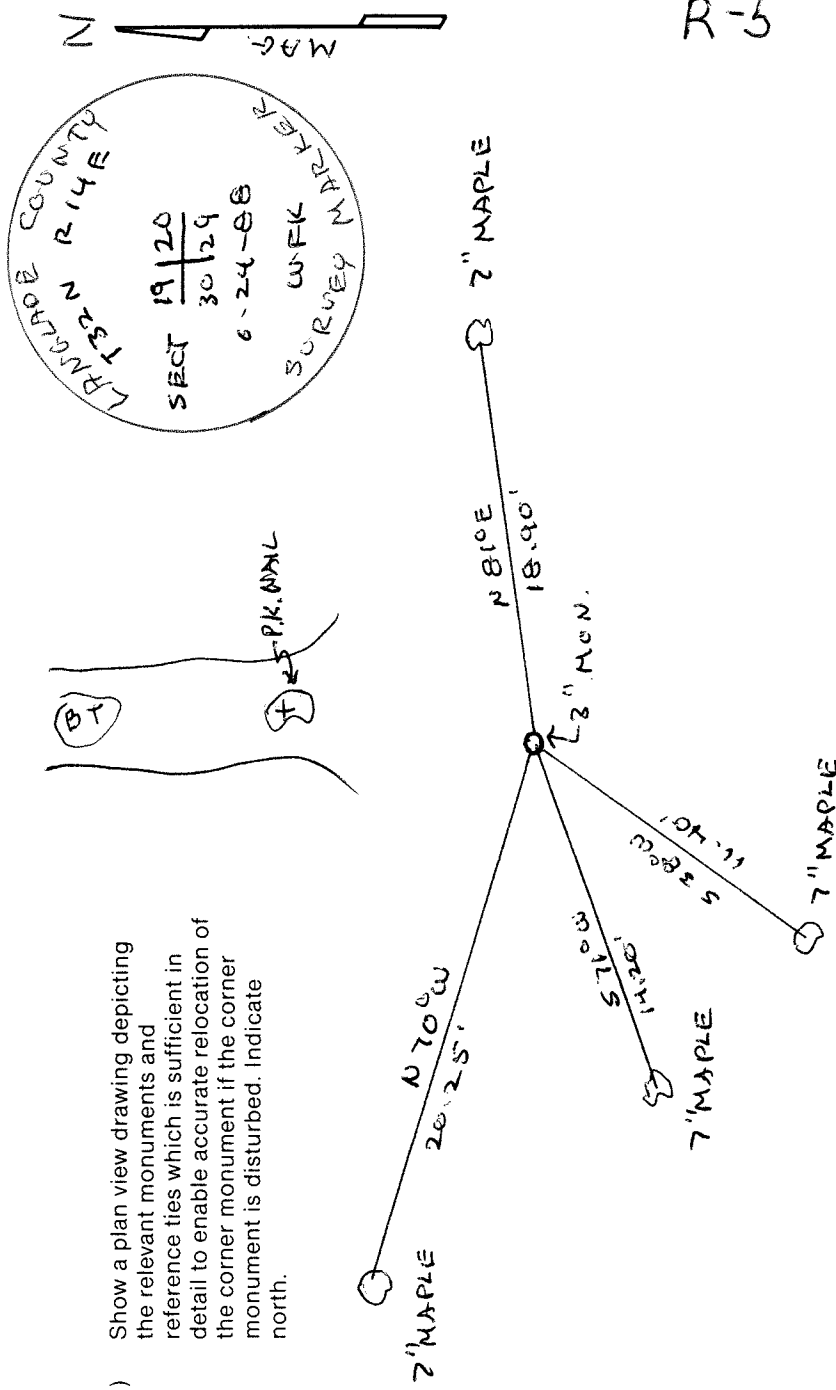 )
Show a plan view drawing depicting
the relevant monuments and
reference ties which is sufficient in
detail to enable accurate relocation of
the corner monument if the corner
monument is disturbed. Indicate
north.
BT
P.K. NAIL
LANGLADE COUNTY
T32N R14E
SECT 19 | 20
30 | 29
6-24-88
WFK
SURVEY MARKER
N
MAG
7" MAPLE
N 70° W
20.25'
7" MAPLE
S 71° W
14.20'
7" MAPLE
S 38° W
11.40'
3" MON.
N 81° E
18.90'
7" MAPLE
R-5